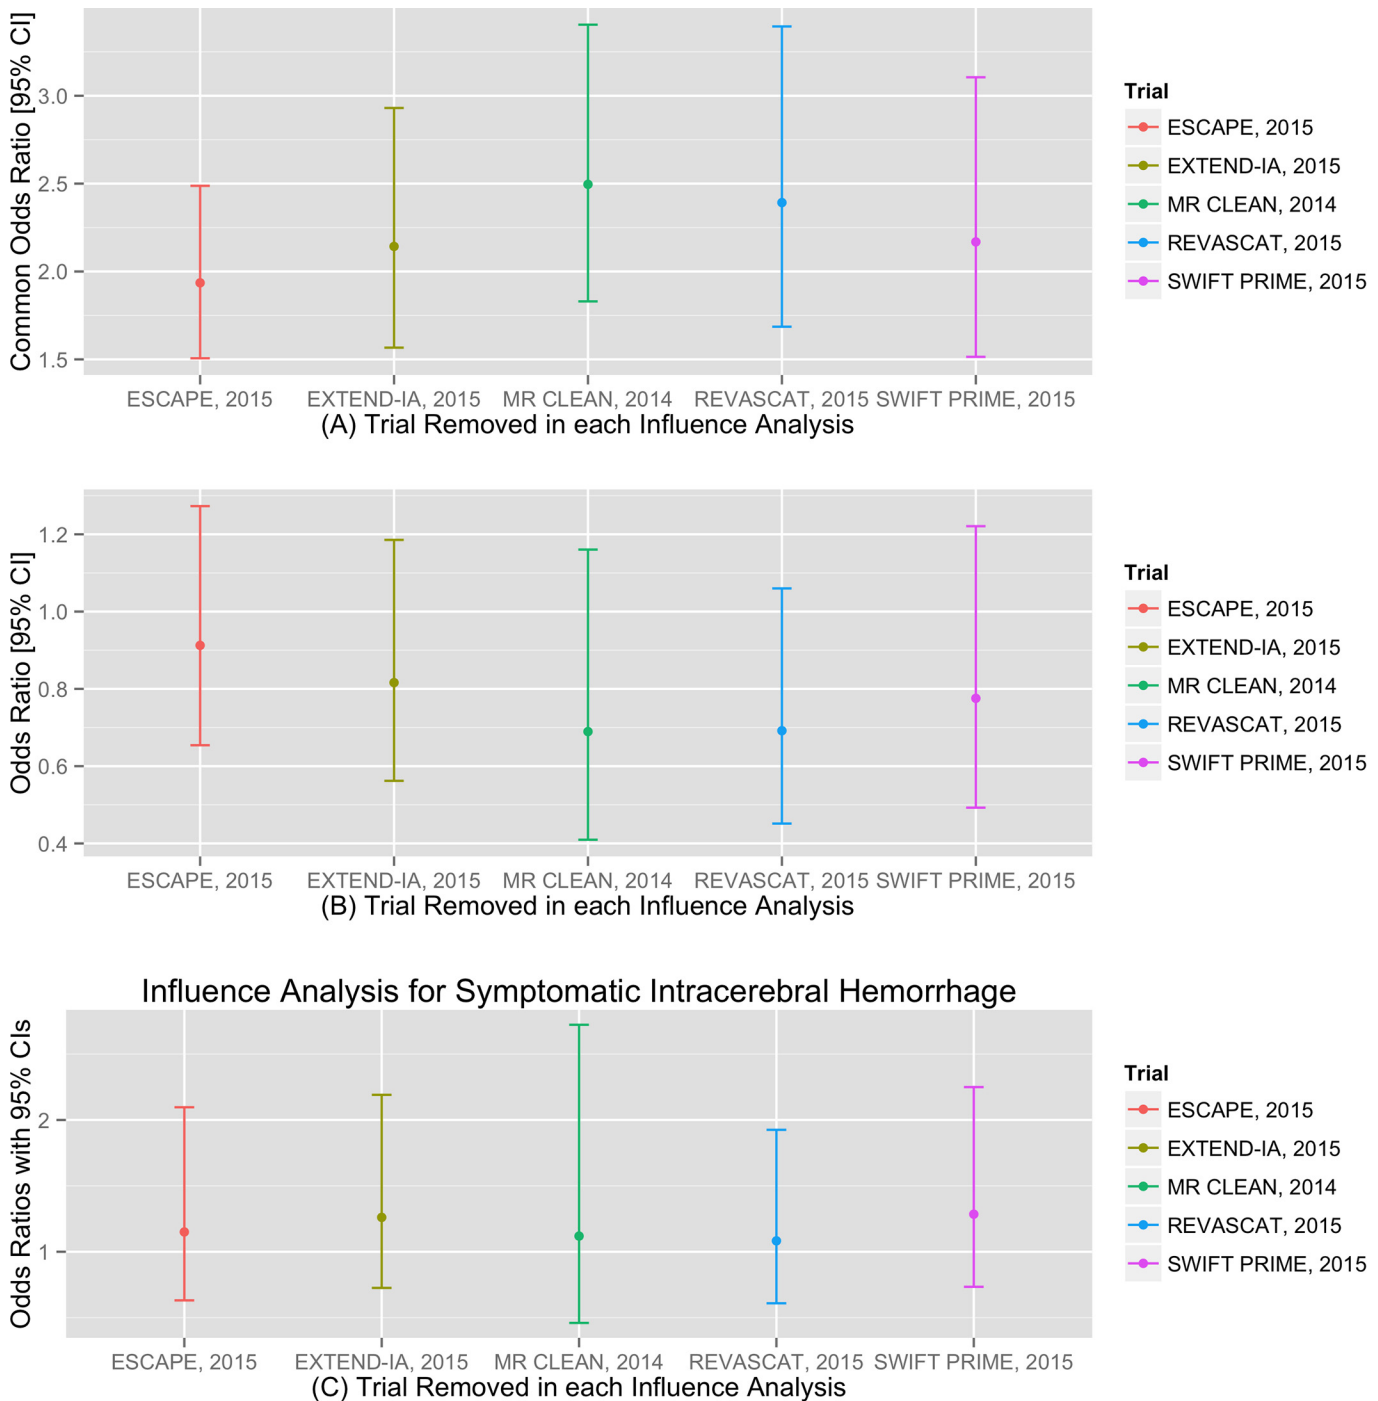 Common Odds Ratio [95% CI]
3.0
2.5
2.0
1.5
ESCAPE, 2015 EXTEND-IA, 2015 MR CLEAN, 2014 REVASCAT, 2015 SWIFT PRIME, 2015
(A) Trial Removed in each Influence Analysis
Trial
ESCAPE, 2015
EXTEND-IA, 2015
MR CLEAN, 2014
REVASCAT, 2015
SWIFT PRIME, 2015
Odds Ratio [95% CI]
1.2
1.0
0.8
0.6
0.4
ESCAPE, 2015 EXTEND-IA, 2015 MR CLEAN, 2014 REVASCAT, 2015 SWIFT PRIME, 2015
(B) Trial Removed in each Influence Analysis
Trial
ESCAPE, 2015
EXTEND-IA, 2015
MR CLEAN, 2014
REVASCAT, 2015
SWIFT PRIME, 2015
Influence Analysis for Symptomatic Intracerebral Hemorrhage
Odds Ratios with 95% CIs
2
1
ESCAPE, 2015 EXTEND-IA, 2015 MR CLEAN, 2014 REVASCAT, 2015 SWIFT PRIME, 2015
(C) Trial Removed in each Influence Analysis
Trial
ESCAPE, 2015
EXTEND-IA, 2015
MR CLEAN, 2014
REVASCAT, 2015
SWIFT PRIME, 2015